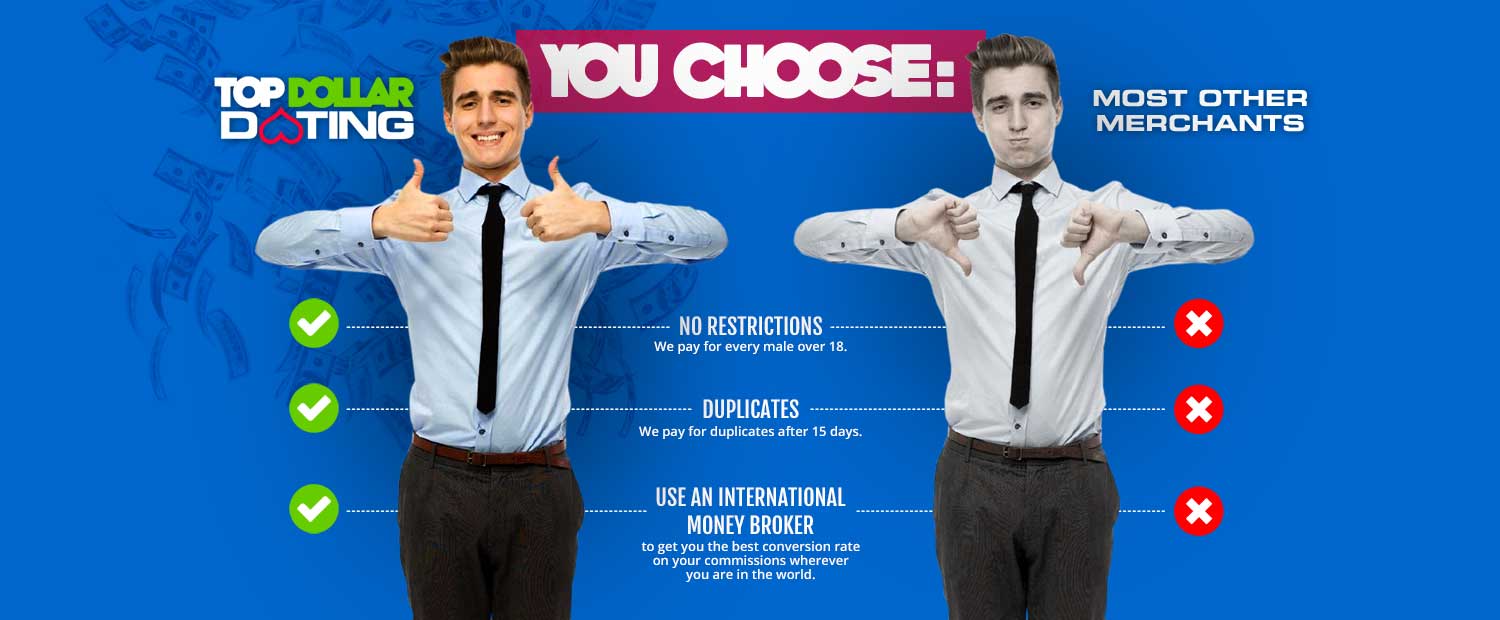 YOU CHOOSE:
TOP DOLLAR
DATING
MOST OTHER
MERCHANTS
NO RESTRICTIONS
We pay for every male over 18.
DUPLICATES
We pay for duplicates after 15 days.
USE AN INTERNATIONAL
MONEY BROKER
to get you the best conversion rate
on your commissions wherever
you are in the world.